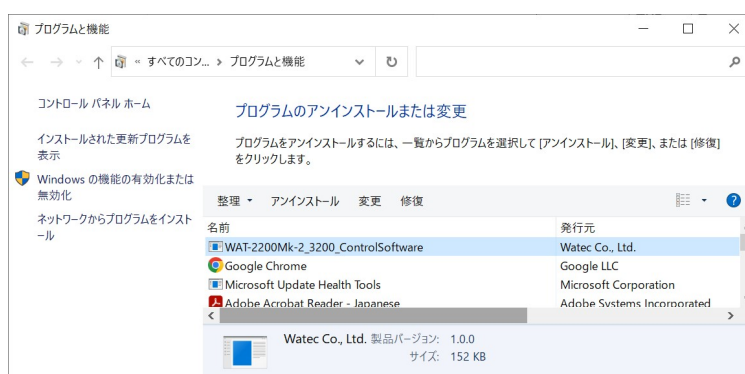 プログラムと機能
« すべてのコン... › プログラムと機能
コントロール パネル ホーム
インストールされた更新プログラムを
表示
Windows の機能の有効化または
無効化
ネットワークからプログラムをインスト
ール
プログラムのアンインストールまたは変更
プログラムをアンインストールするには、一覧からプログラムを選択して [アンインストール]、[変更]、または [修復]
をクリックします。
整理 アンインストール 変更 修復
名前 発行元
WAT-2200Mk-2_3200_ControlSoftware Watec Co., Ltd.
Google Chrome Google LLC
Microsoft Update Health Tools Microsoft Corporation
Adobe Acrobat Reader - Japanese Adobe Systems Incorporated
Watec Co., Ltd. 製品バージョン: 1.0.0
サイズ: 152 KB